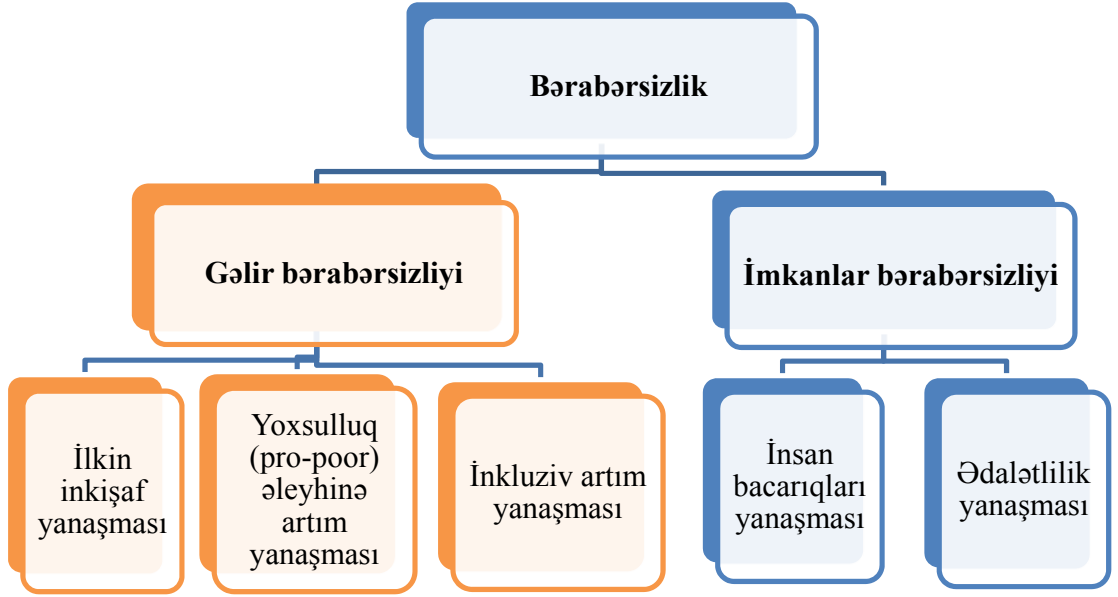 Bərabərsizlik
Gəlir bərabərsizliyi
İmkanlar bərabərsizliyi
İlkin
inkişaf
yanaşması
Yoxsulluq
(pro-poor)
əleyhinə
artım
yanaşması
İnkluziv artım
yanaşması
İnsan
bacarıqları
yanaşması
Ədalətlilik
yanaşması